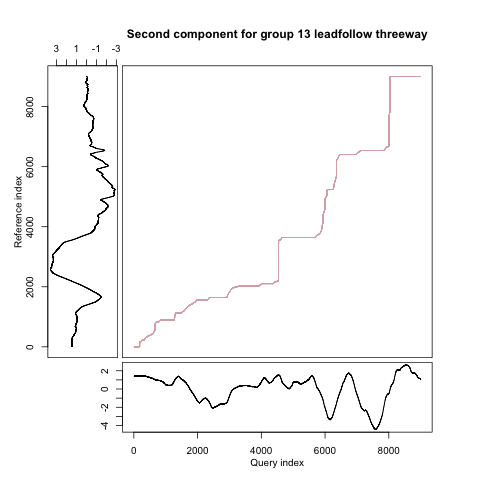 Second component for group 13 leadfollow threeway
3 1 -1 -3
Reference index
0 2000 4000 6000 8000
2 0 -2 -4
0 2000 4000 6000 8000
Query index